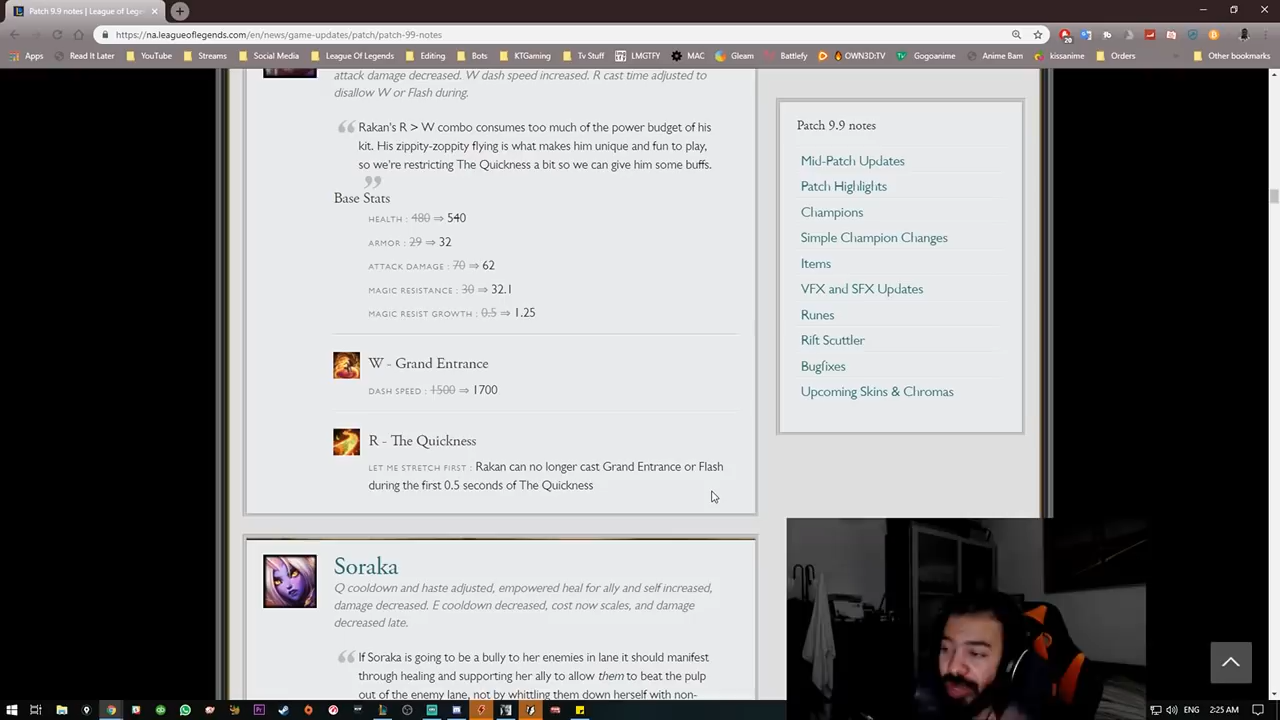 Patch 9.9 notes | League of Lege
https://na.leagueoflegends.com/en/news/game-updates/patch/patch-99-notes
Apps
Read It Later
YouTube
Streams
Social Media
League Of Legends
Editing
Bots
KTGaming
Tv Stuff
LMGTFY
MAC
Gleam
Battlefy
OWN3D:TV
Gogoanime
Anime Bam
kissanime
Orders
Other bookmarks
attack damage decreased. W dash speed increased. R cast time adjusted to
disallow W or Flash during.
“ Rakan's R > W combo consumes too much of the power budget of his
kit. His zippity-zoppity flying is what makes him unique and fun to play,
so we're restricting The Quickness a bit so we can give him some buffs.
”
Base Stats
HEALTH : 480 ⇒ 540
ARMOR : 29 ⇒ 32
ATTACK DAMAGE : 70 ⇒ 62
MAGIC RESISTANCE : 30 ⇒ 32.1
MAGIC RESIST GROWTH : 0.5 ⇒ 1.25
W - Grand Entrance
DASH SPEED : 1500 ⇒ 1700
R - The Quickness
LET ME STRETCH FIRST : Rakan can no longer cast Grand Entrance or Flash
during the first 0.5 seconds of The Quickness
Soraka
Q cooldown and haste adjusted, empowered heal for ally and self increased,
damage decreased. E cooldown decreased, cost now scales, and damage
decreased late.
“ If Soraka is going to be a bully to her enemies in lane it should manifest
through healing and supporting her ally to allow them to beat the pulp
out of the enemy lane, not by whittling them down herself with non-
Patch 9.9 notes
Mid-Patch Updates
Patch Highlights
Champions
Simple Champion Changes
Items
VFX and SFX Updates
Runes
Rift Scuttler
Bugfixes
Upcoming Skins & Chromas
ENG
2:25 AM